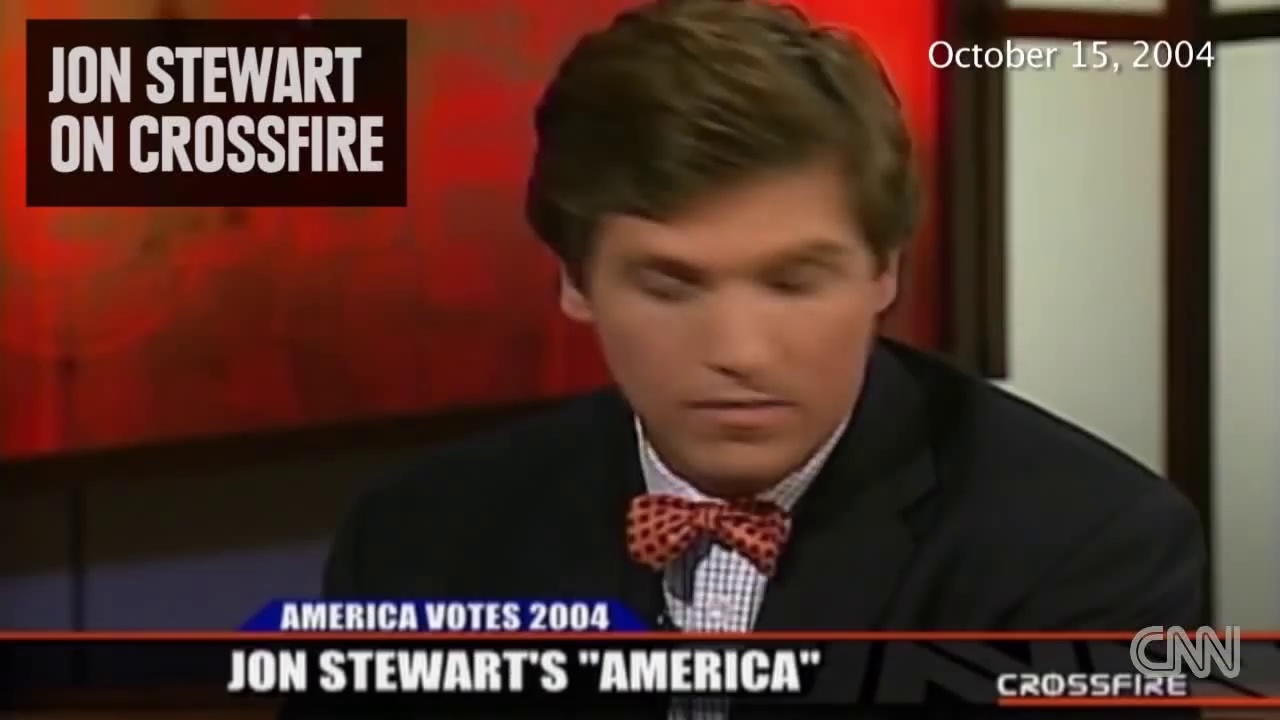 JON STEWART
ON CROSSFIRE
October 15, 2004
AMERICA VOTES 2004
JON STEWART'S "AMERICA"
CNN
CROSSFIRE